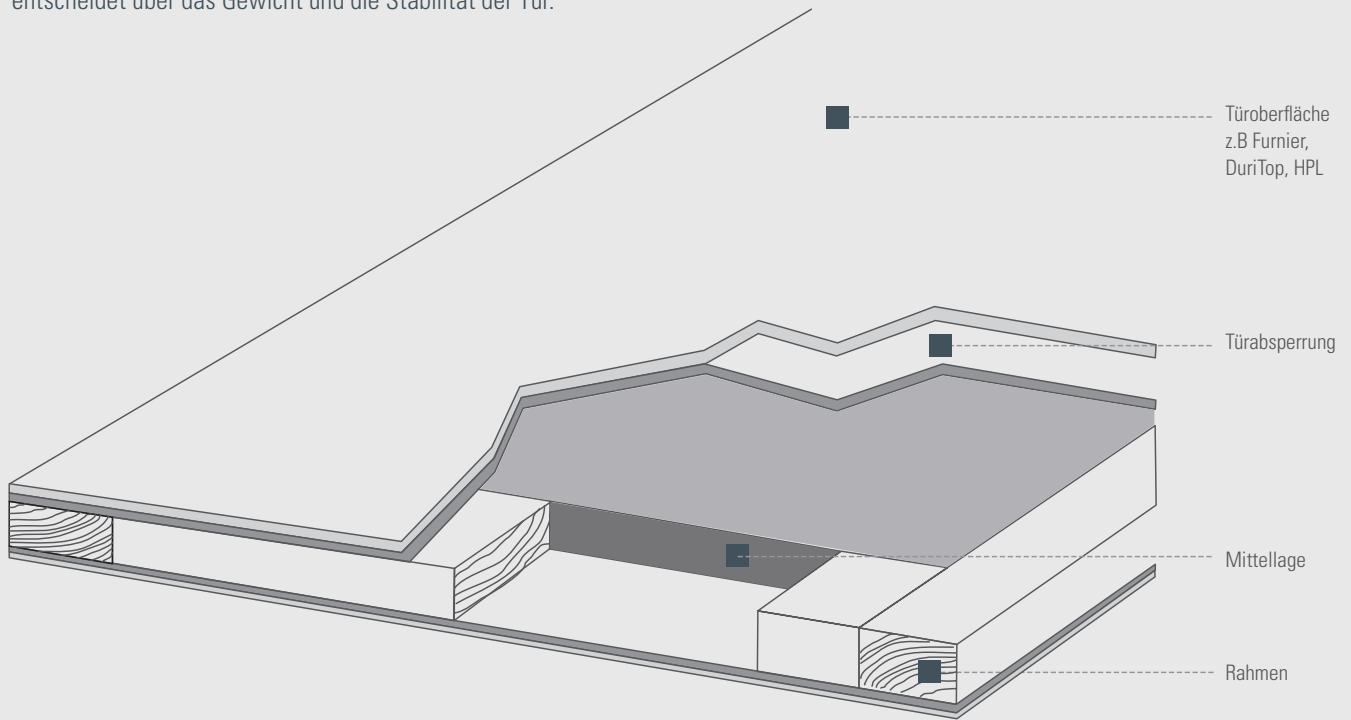 entscheidet über das Gewicht und die Stabilität der Tür.
Türoberfläche
z.B Furnier,
DuriTop, HPL
Türabsperrung
Mittellage
Rahmen